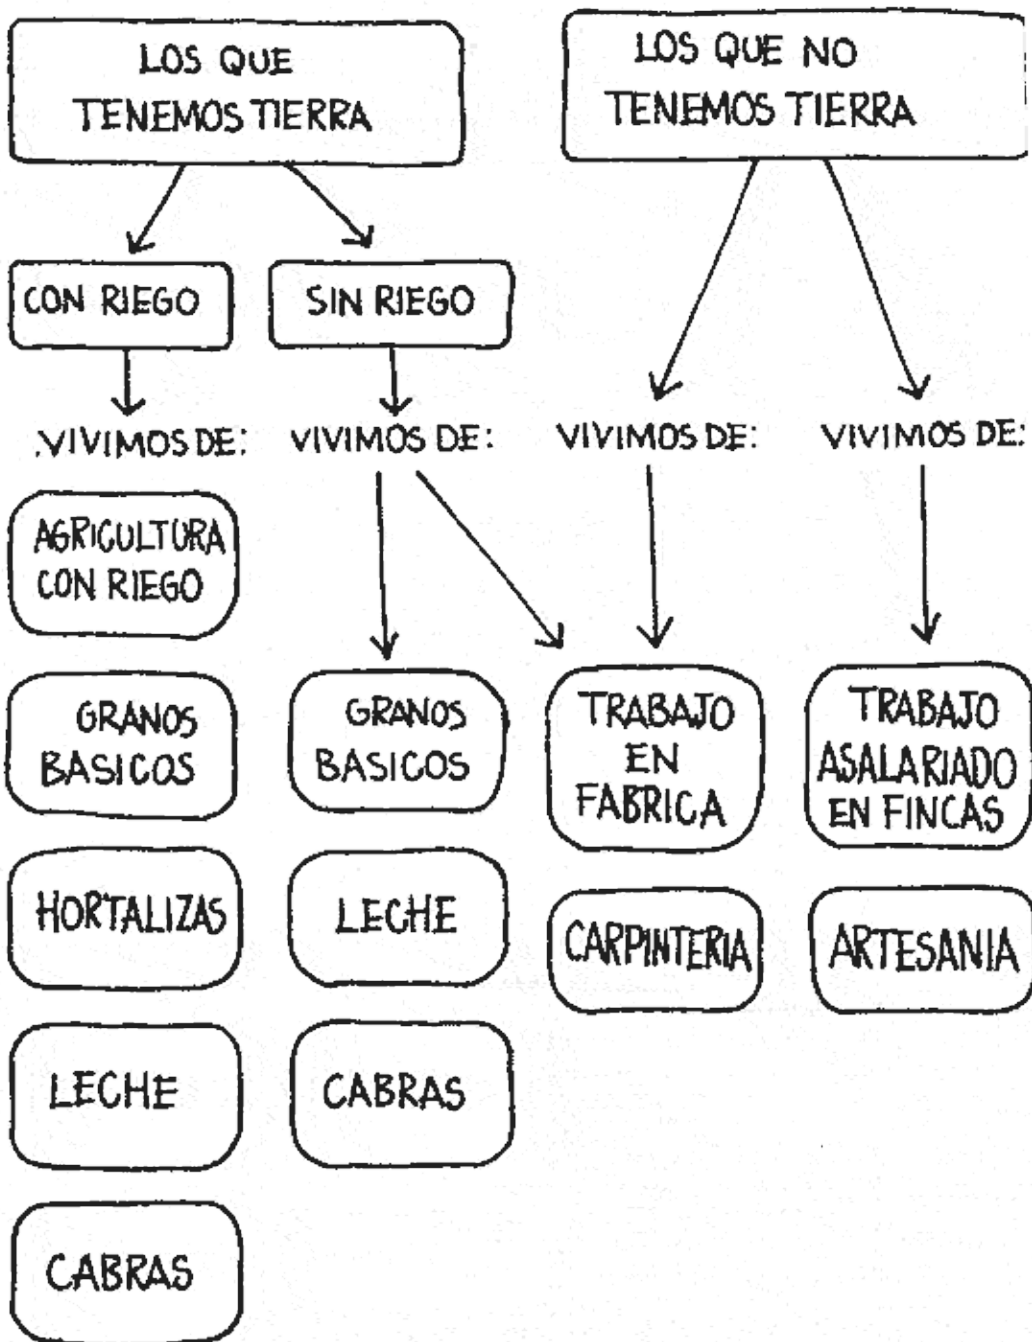 LOS QUE
TENEMOS TIERRA
LOS QUE NO
TENEMOS TIERRA
CON RIEGO
SIN RIEGO
VIVIMOS DE:
VIVIMOS DE:
VIVIMOS DE:
VIVIMOS DE:
AGRICULTURA
CON RIEGO
GRANOS
BASICOS
HORTALIZAS
LECHE
CABRAS
GRANOS
BASICOS
LECHE
CABRAS
TRABAJO
EN
FABRICA
CARPINTERIA
TRABAJO
ASALARIADO
EN FINCAS
ARTESANIA